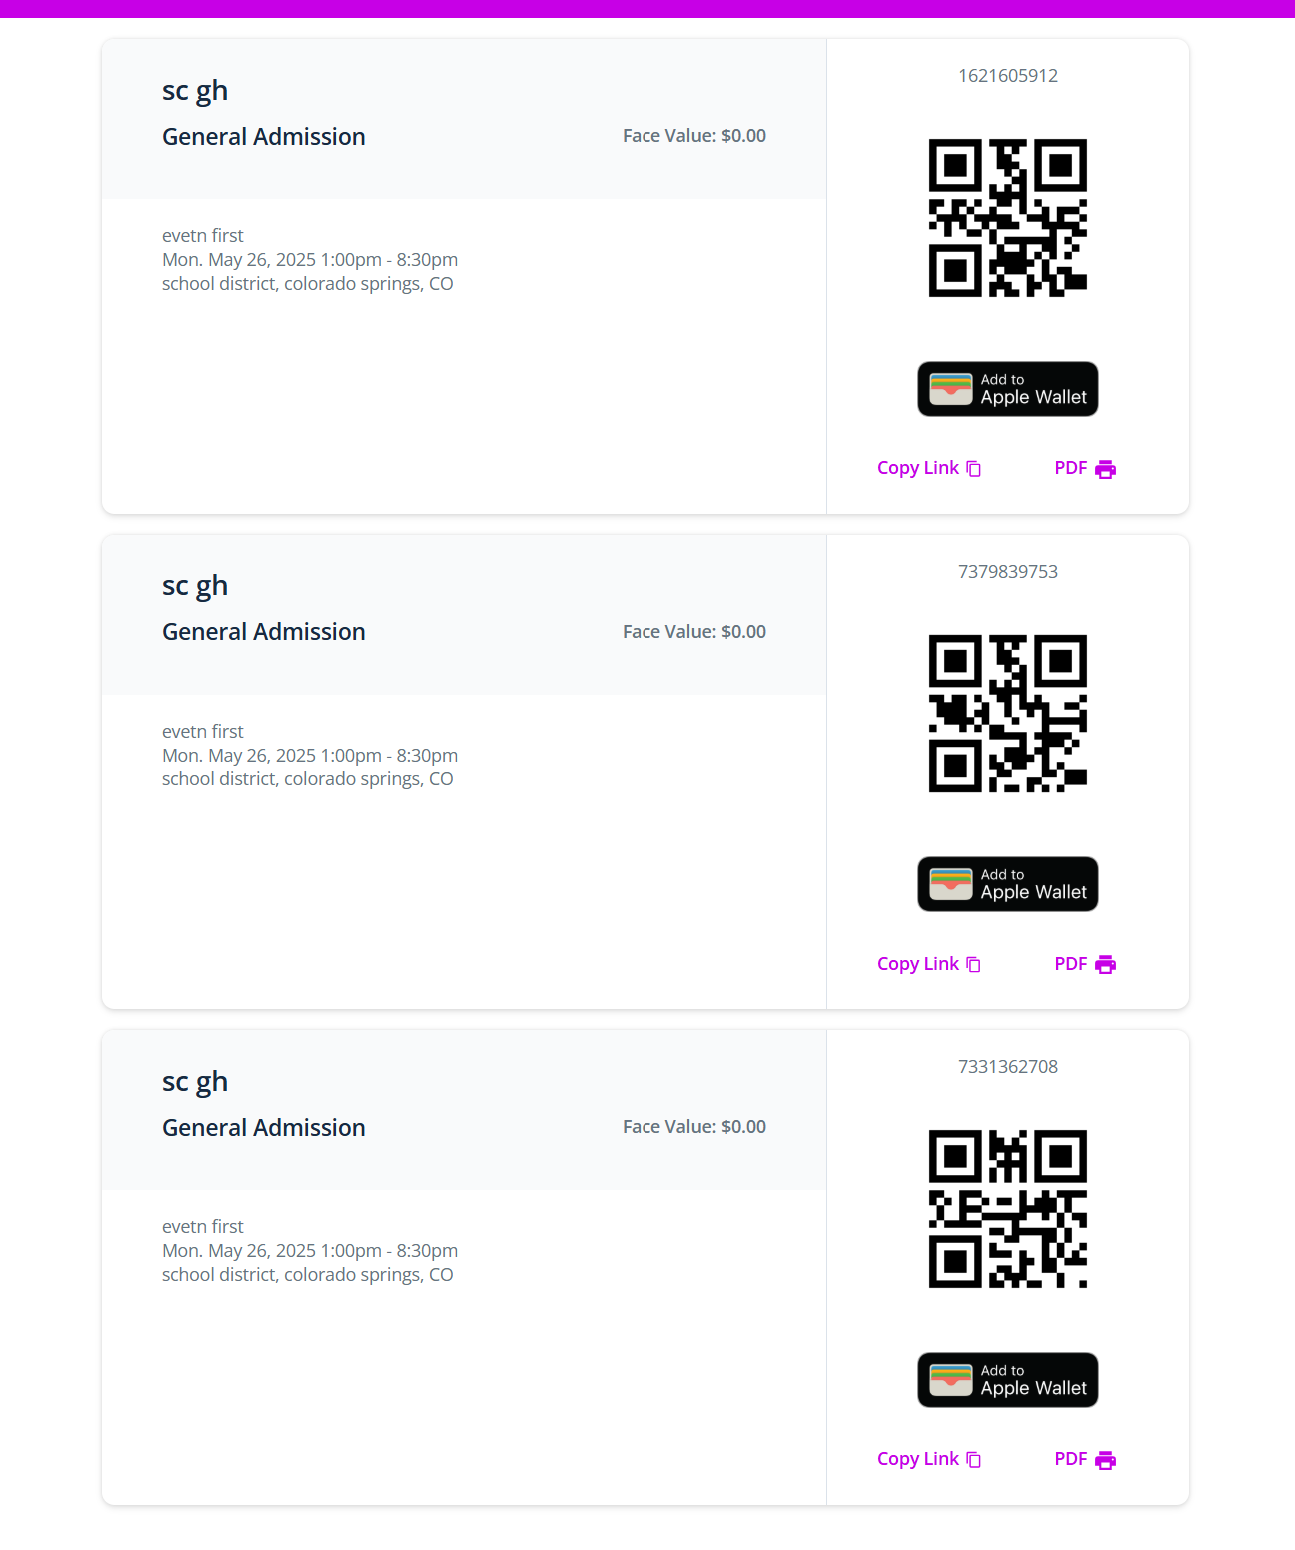 sc gh
General Admission
Face Value: $0.00
evetn first
Mon. May 26, 2025 1:00pm - 8:30pm
school district, colorado springs, CO
1621605912
Add to
Apple Wallet
Copy Link
PDF
sc gh
General Admission
Face Value: $0.00
evetn first
Mon. May 26, 2025 1:00pm - 8:30pm
school district, colorado springs, CO
7379839753
Add to
Apple Wallet
Copy Link
PDF
sc gh
General Admission
Face Value: $0.00
evetn first
Mon. May 26, 2025 1:00pm - 8:30pm
school district, colorado springs, CO
7331362708
Add to
Apple Wallet
Copy Link
PDF